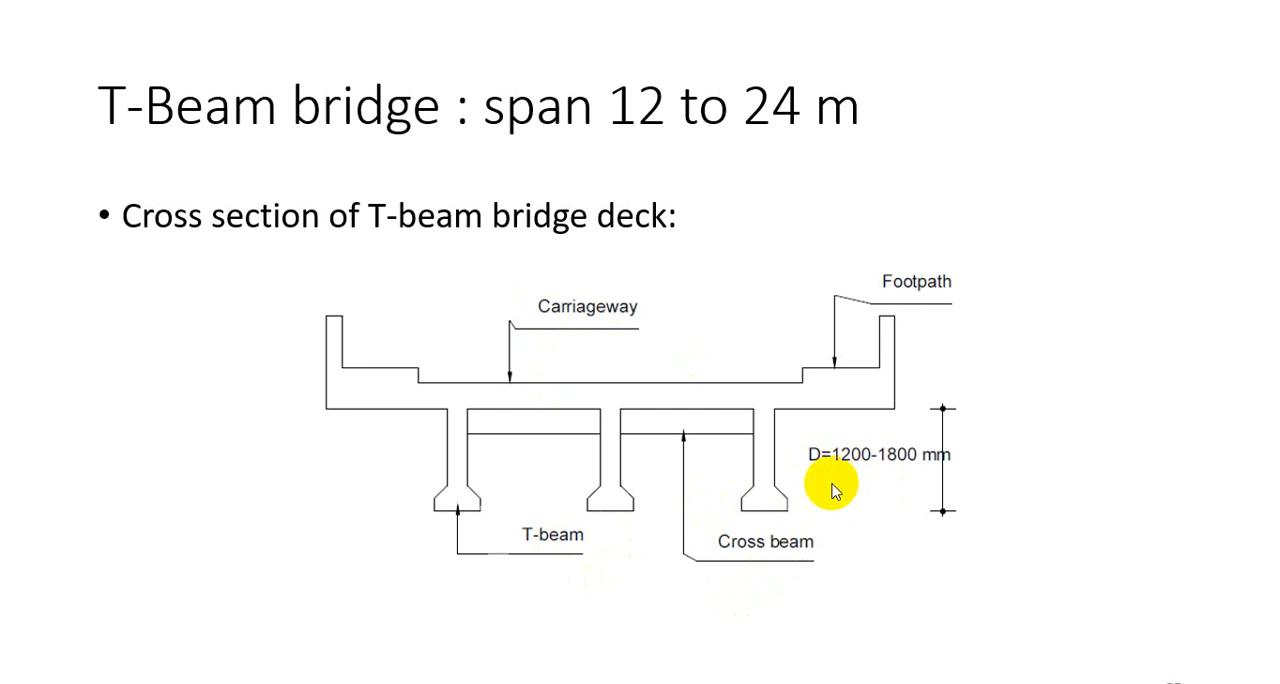 T-Beam bridge : span 12 to 24 m
• Cross section of T-beam bridge deck:
Footpath
Carriageway
D=1200-1800 mm
T-beam
Cross beam